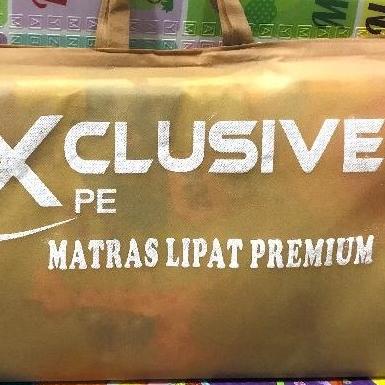 XCLUSIVE
PE
MATRAS LIPAT PREMIUM